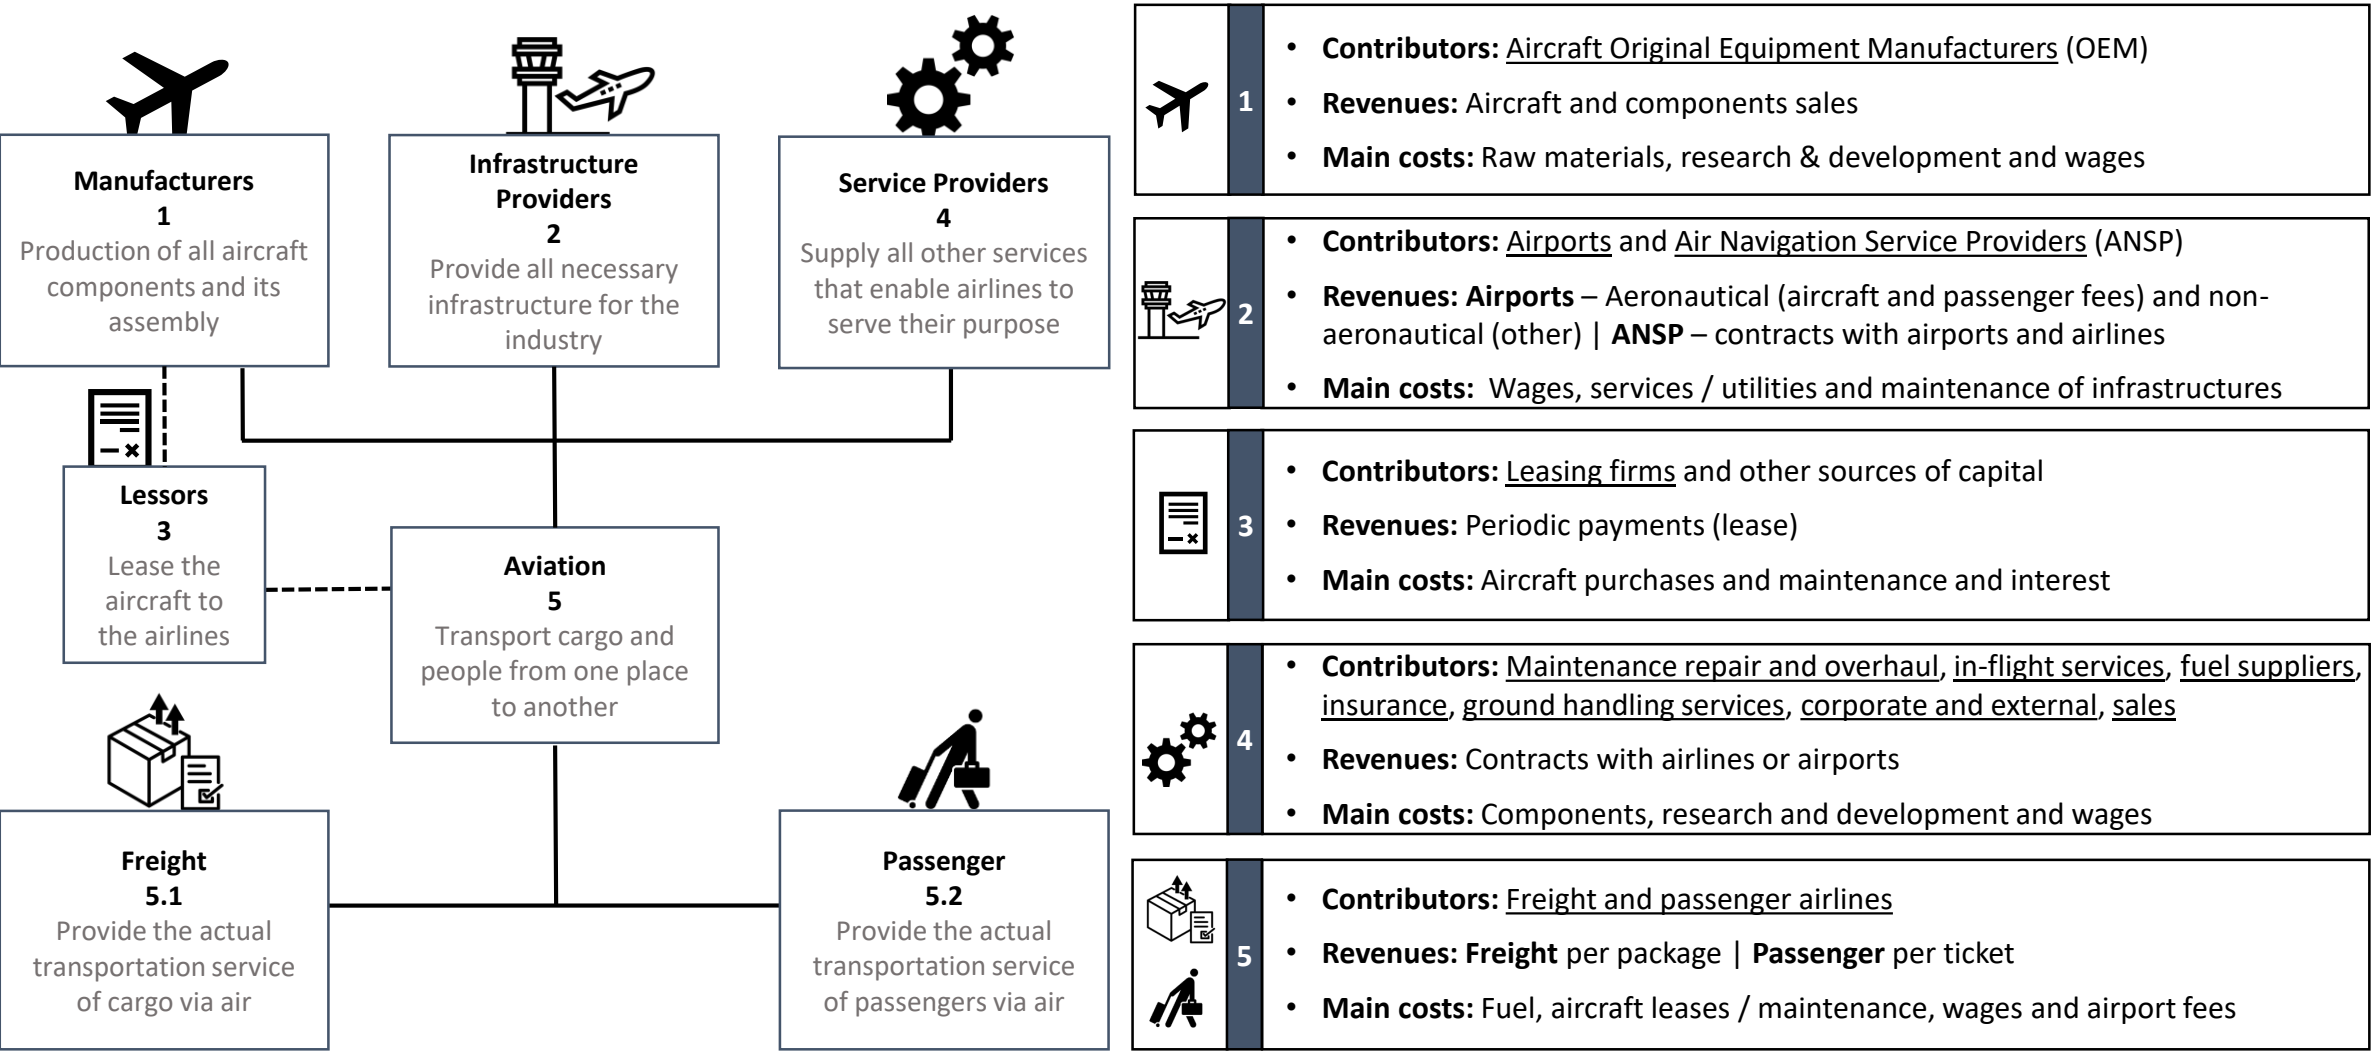 Manufacturers
1
Production of all aircraft
components and its
assembly
Infrastructure
Providers
2
Provide all necessary
infrastructure for the
industry
Service Providers
4
Supply all other services
that enable airlines to
serve their purpose
Lessors
3
Lease the
aircraft to
the airlines
Aviation
5
Transport cargo and
people from one place
to another
Freight
5.1
Provide the actual
transportation service
of cargo via air
Passenger
5.2
Provide the actual
transportation service
of passengers via air
1
• Contributors: Aircraft Original Equipment Manufacturers (OEM)
• Revenues: Aircraft and components sales
• Main costs: Raw materials, research & development and wages
2
• Contributors: Airports and Air Navigation Service Providers (ANSP)
• Revenues: Airports – Aeronautical (aircraft and passenger fees) and non-
aeronautical (other) | ANSP – contracts with airports and airlines
• Main costs: Wages, services / utilities and maintenance of infrastructures
3
• Contributors: Leasing firms and other sources of capital
• Revenues: Periodic payments (lease)
• Main costs: Aircraft purchases and maintenance and interest
4
• Contributors: Maintenance repair and overhaul, in-flight services, fuel suppliers,
insurance, ground handling services, corporate and external, sales
• Revenues: Contracts with airlines or airports
• Main costs: Components, research and development and wages
5
• Contributors: Freight and passenger airlines
• Revenues: Freight per package | Passenger per ticket
• Main costs: Fuel, aircraft leases / maintenance, wages and airport fees